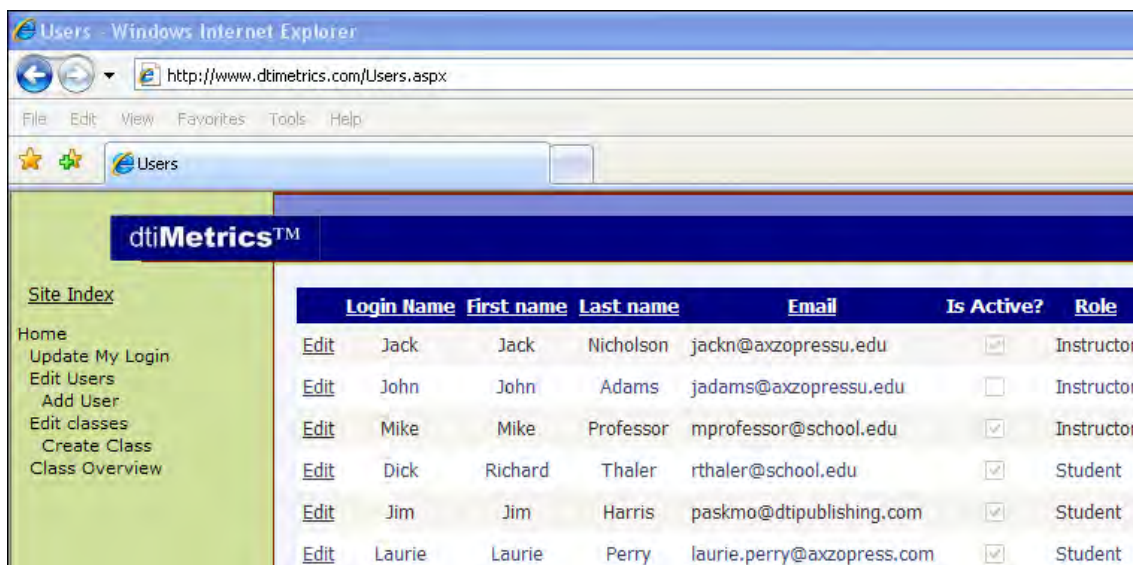 Users - Windows Internet Explorer
http://www.dtimetrics.com/Users.aspx
File Edit View Favorites Tools Help
Users
dtiMetrics™
Site Index
Home
Update My Login
Edit Users
Add User
Edit classes
Create Class
Class Overview
Login Name First name Last name Email Is Active? Role
Edit Jack Jack Nicholson jackn@axzopressu.edu Instructor
Edit John John Adams jadams@axzopressu.edu Instructor
Edit Mike Mike Professor mprofessor@school.edu Instructor
Edit Dick Richard Thaler rthaler@school.edu Student
Edit Jim Jim Harris paskmo@dtipublishing.com Student
Edit Laurie Laurie Perry laurie.perry@axzopress.com Student